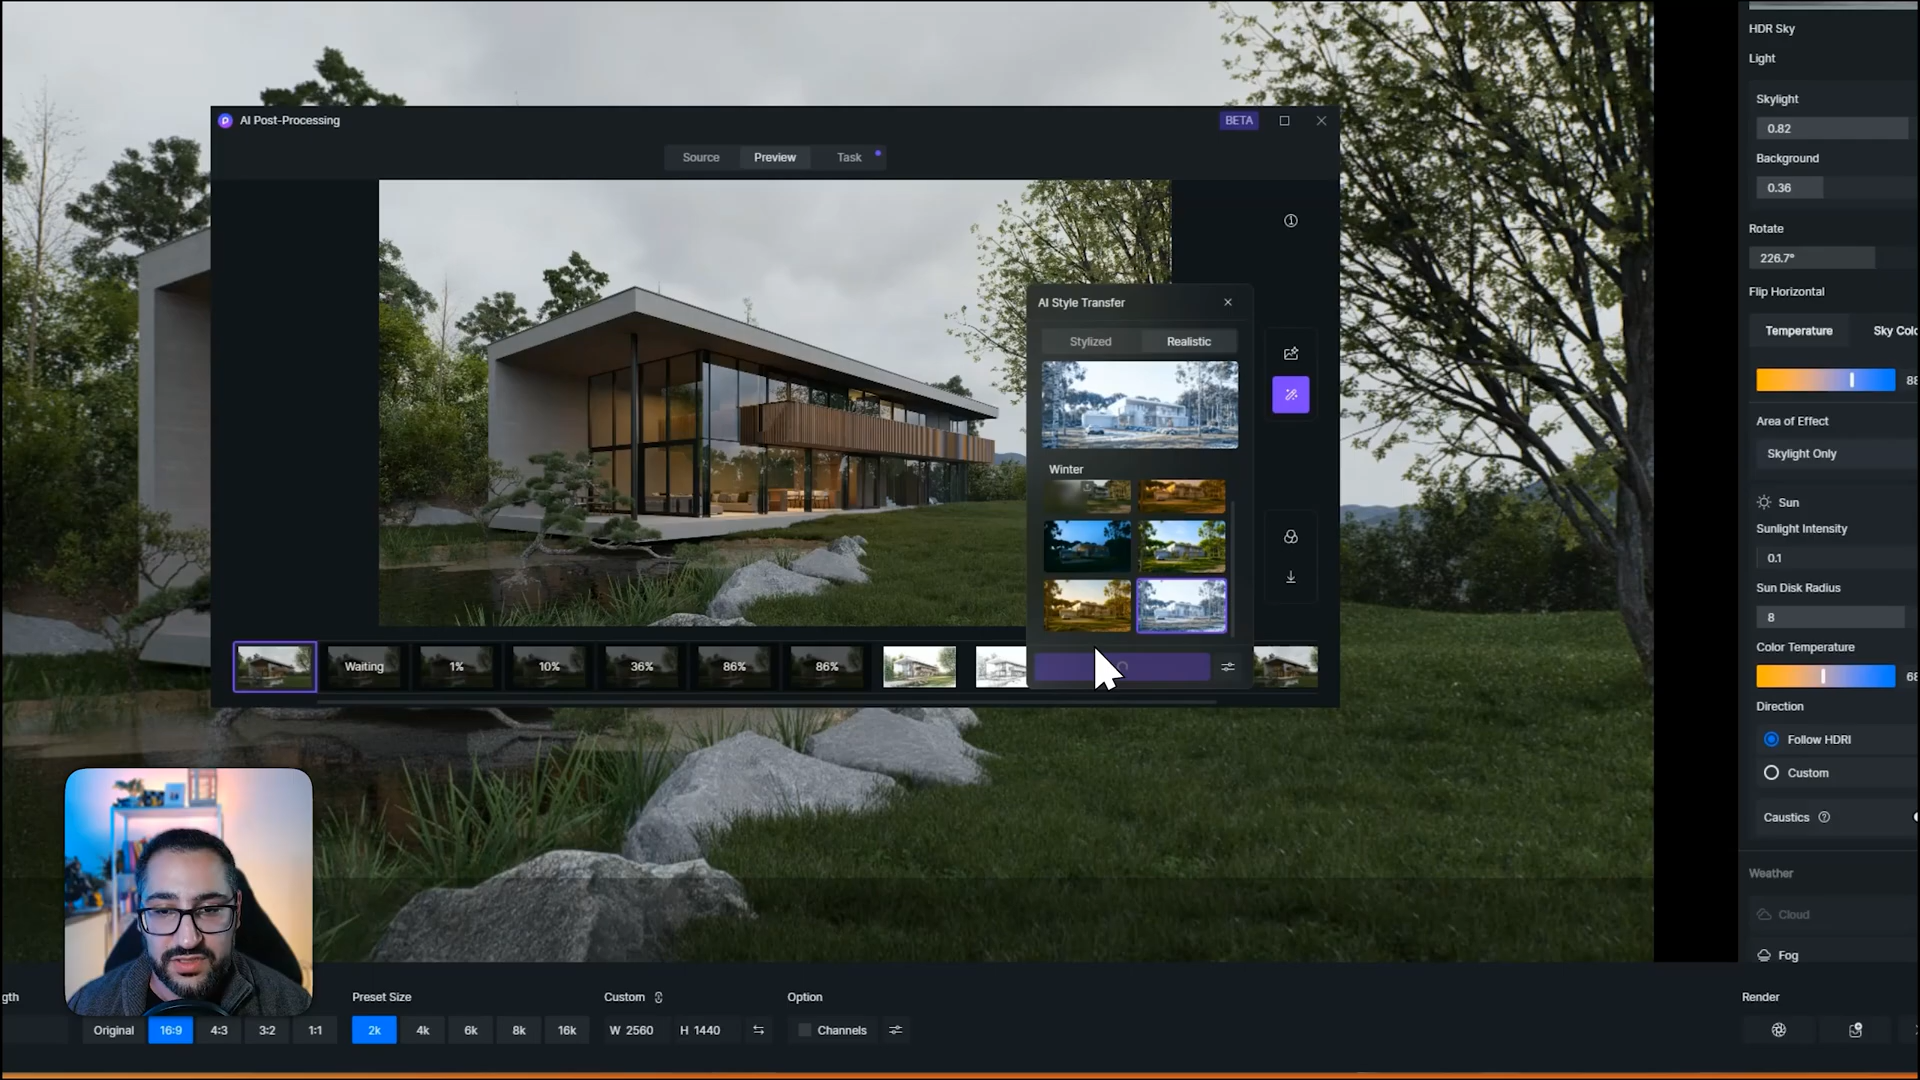 HDR Sky
Light
Skylight
0.82
Background
0.36
Rotate
226.7°
Flip Horizontal
Temperature
Area of Effect
Skylight Only
Sun
Sunlight Intensity
0.1
Sun Disk Radius
8
Color Temperature
Direction
Follow HDRI
Custom
Caustics
Weather
Cloud
Fog
Render
AI Post-Processing
BETA
Source Preview Task
AI Style Transfer
Stylized Realistic
Winter
Waiting 1% 10% 36% 86% 86%
Preset Size Custom Option
Original 16:9 4:3 3:2 1:1 2k 4k 6k 8k 16k W 2560 H 1440 Channels